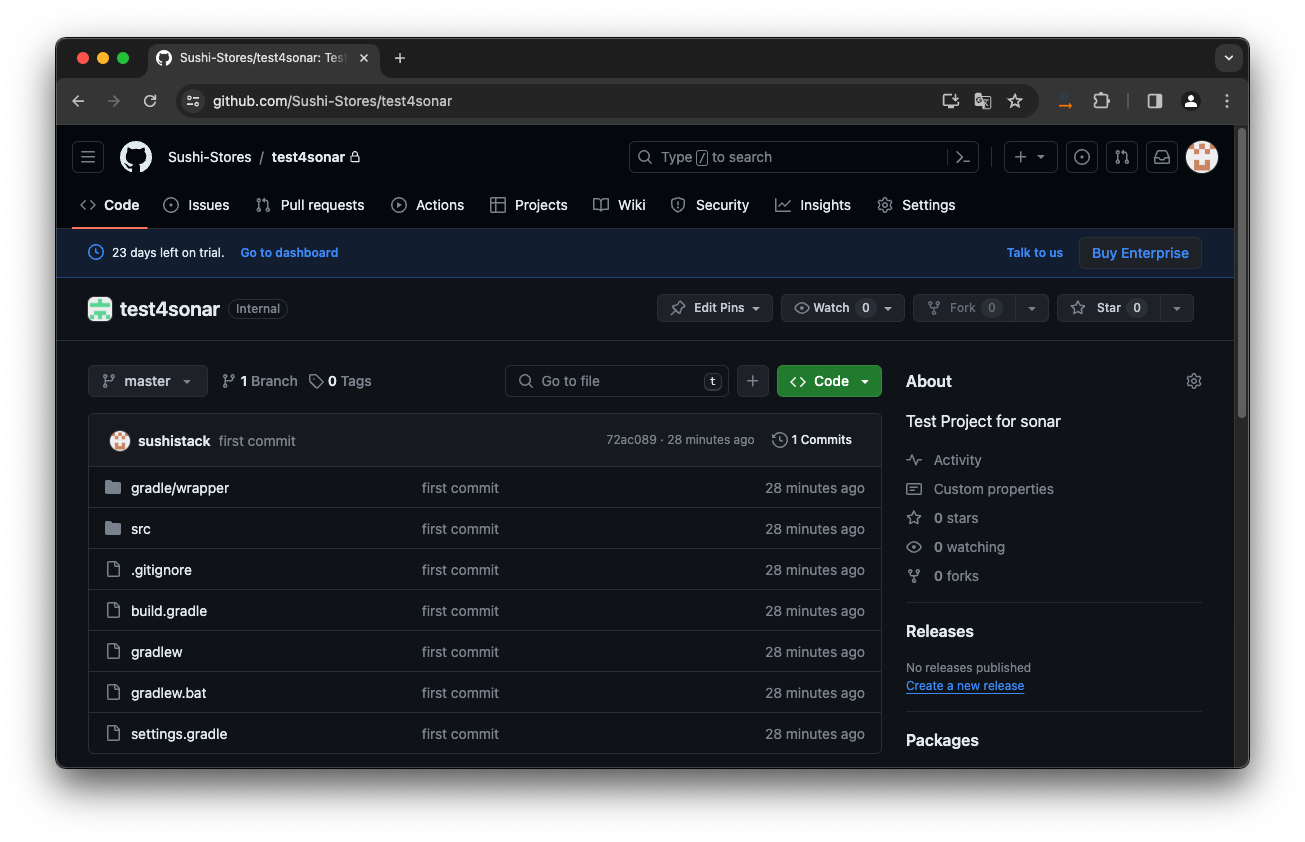 Sushi-Stores/test4sonar: Tes
github.com/Sushi-Stores/test4sonar
Sushi-Stores / test4sonar
Type / to search
Code Issues Pull requests Actions Projects Wiki Security Insights Settings
23 days left on trial. Go to dashboard Talk to us Buy Enterprise
test4sonar Internal Edit Pins Watch 0 Fork 0 Star 0
master 1 Branch 0 Tags Go to file t Code
sushistack first commit 72ac089 · 28 minutes ago 1 Commits
gradle/wrapper first commit 28 minutes ago
src first commit 28 minutes ago
.gitignore first commit 28 minutes ago
build.gradle first commit 28 minutes ago
gradlew first commit 28 minutes ago
gradlew.bat first commit 28 minutes ago
settings.gradle first commit 28 minutes ago
About
Test Project for sonar
Activity
Custom properties
0 stars
0 watching
0 forks
Releases
No releases published
Create a new release
Packages